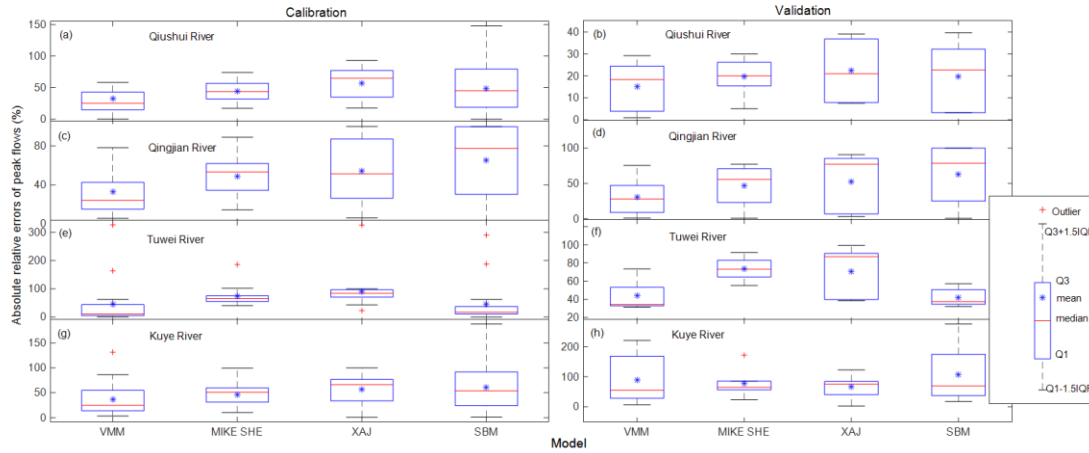 Calibration
Validation
Absolute relative errors of peak flows (%)
(a)
Qiushui River
150
100
50
0
(b)
Qiushui River
40
30
20
10
0
(c)
Qingjian River
80
40
0
(d)
Qingjian River
100
50
0
(e)
Tuwei River
300
200
100
0
(f)
Tuwei River
100
80
60
40
20
(g)
Kuye River
150
100
50
0
(h)
Kuye River
200
100
0
VMM MIKE SHE XAJ SBM
VMM MIKE SHE XAJ SBM
Model
Outlier
Q3+1.5IQR
Q3
mean
median
Q1
Q1-1.5IQR